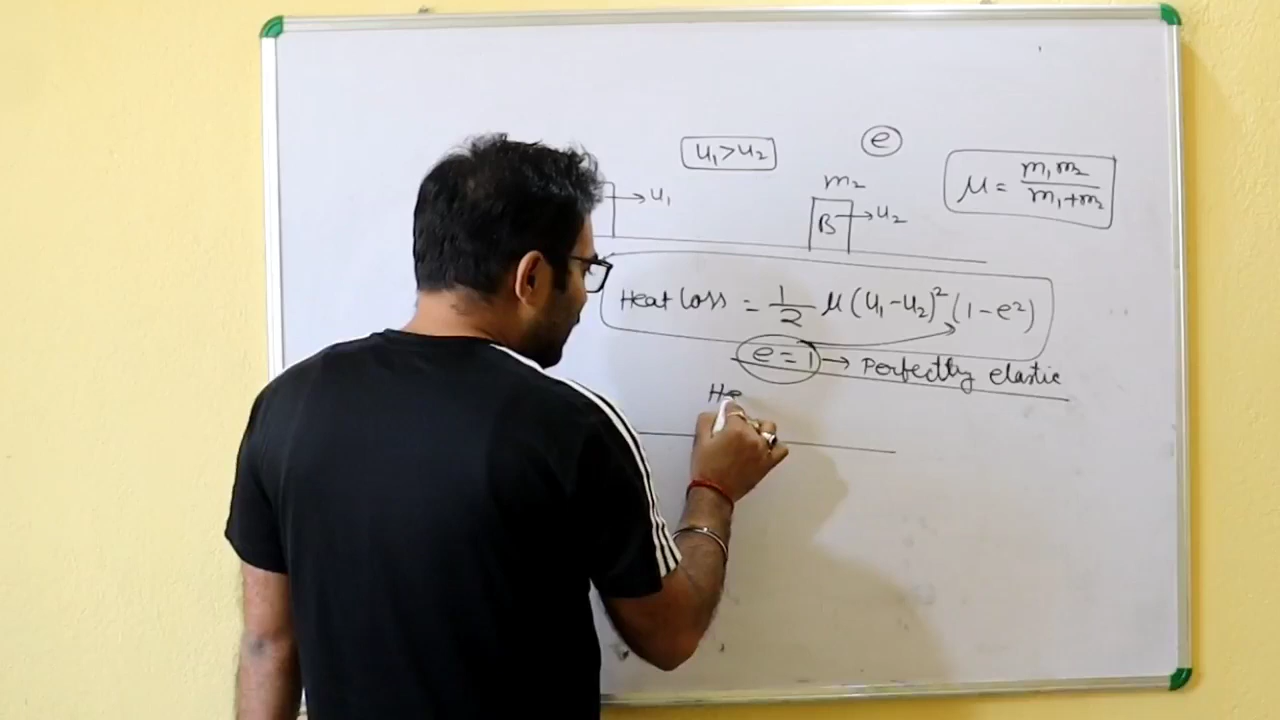 u₁>u₂
e
μ = m₁m₂/m₁+m₂
m₂
→u₁
B →u₂
Heat Loss = 1/2 μ(u₁-u₂)²(1-e²)
e=1 → Perfectly elastic
He